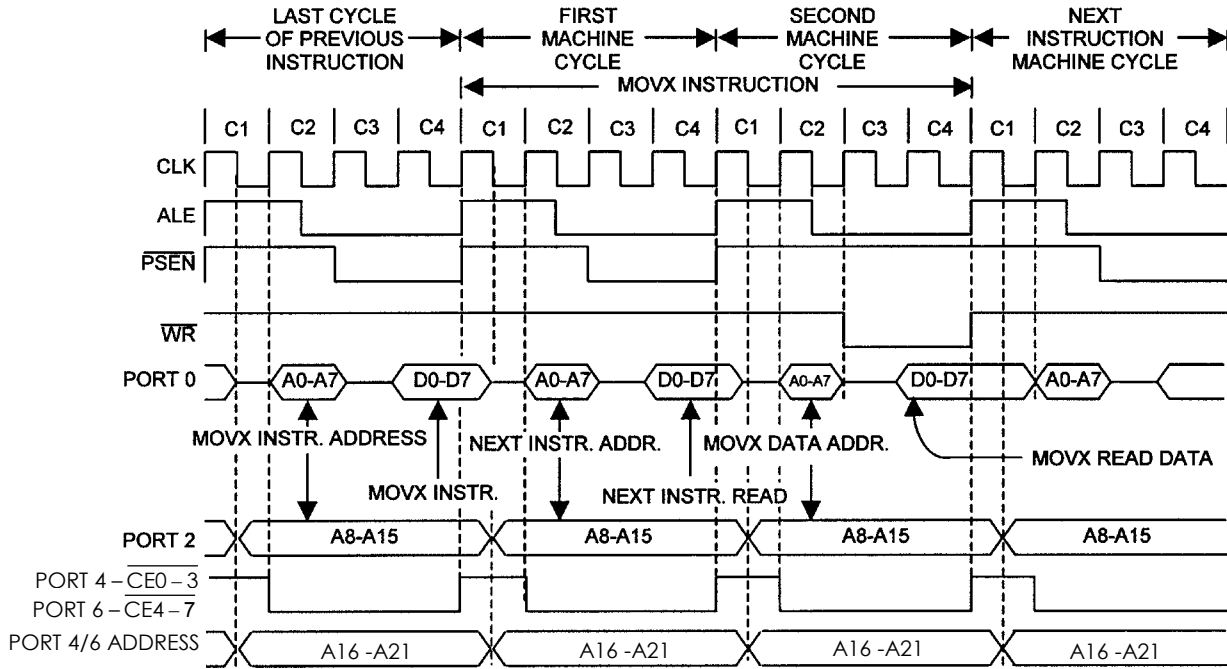 LAST CYCLE OF PREVIOUS INSTRUCTION
FIRST MACHINE CYCLE
SECOND MACHINE CYCLE
NEXT INSTRUCTION MACHINE CYCLE
MOVX INSTRUCTION
C1 C2 C3 C4 C1 C2 C3 C4 C1 C2 C3 C4 C1 C2 C3 C4
CLK
ALE
PSEN
WR
PORT 0 A0-A7 D0-D7 A0-A7 D0-D7 A0-A7 D0-D7 A0-A7
MOVX INSTR. ADDRESS NEXT INSTR. ADDR. MOVX DATA ADDR.
MOVX READ DATA
MOVX INSTR. NEXT INSTR. READ
PORT 2 A8-A15 A8-A15 A8-A15 A8-A15
PORT 4 – CE0 – 3
PORT 6 – CE4 – 7
PORT 4/6 ADDRESS A16 -A21 A16 -A21 A16 -A21 A16 -A21